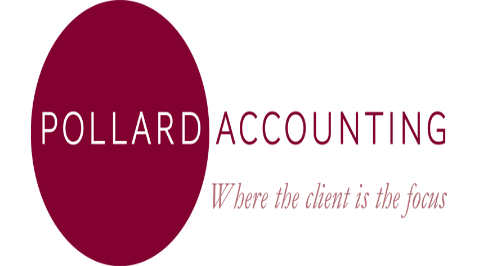 POLLARD ACCOUNTING
Where the client is the focus